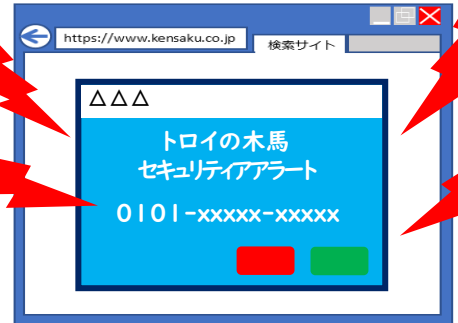 https://www.kensaku.co.jp
検索サイト
△△△
トロイの木馬
セキュリティアアラート
0101-xxxxx-xxxxx